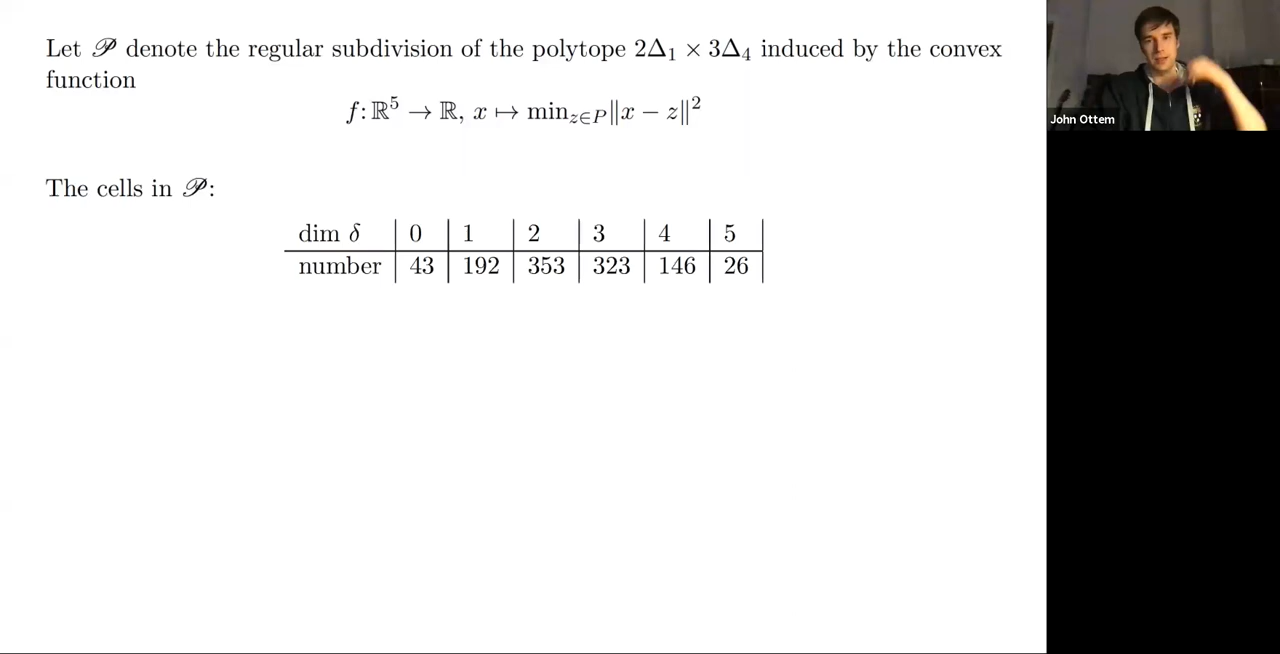 Let 𝒫 denote the regular subdivision of the polytope 2Δ₁ × 3Δ₄ induced by the convex
function
f: ℝ⁵ → ℝ, x ↦ min_{z∈P}‖x − z‖²
The cells in 𝒫:
dim δ 0 1 2 3 4 5
number 43 192 353 323 146 26
John Ottem